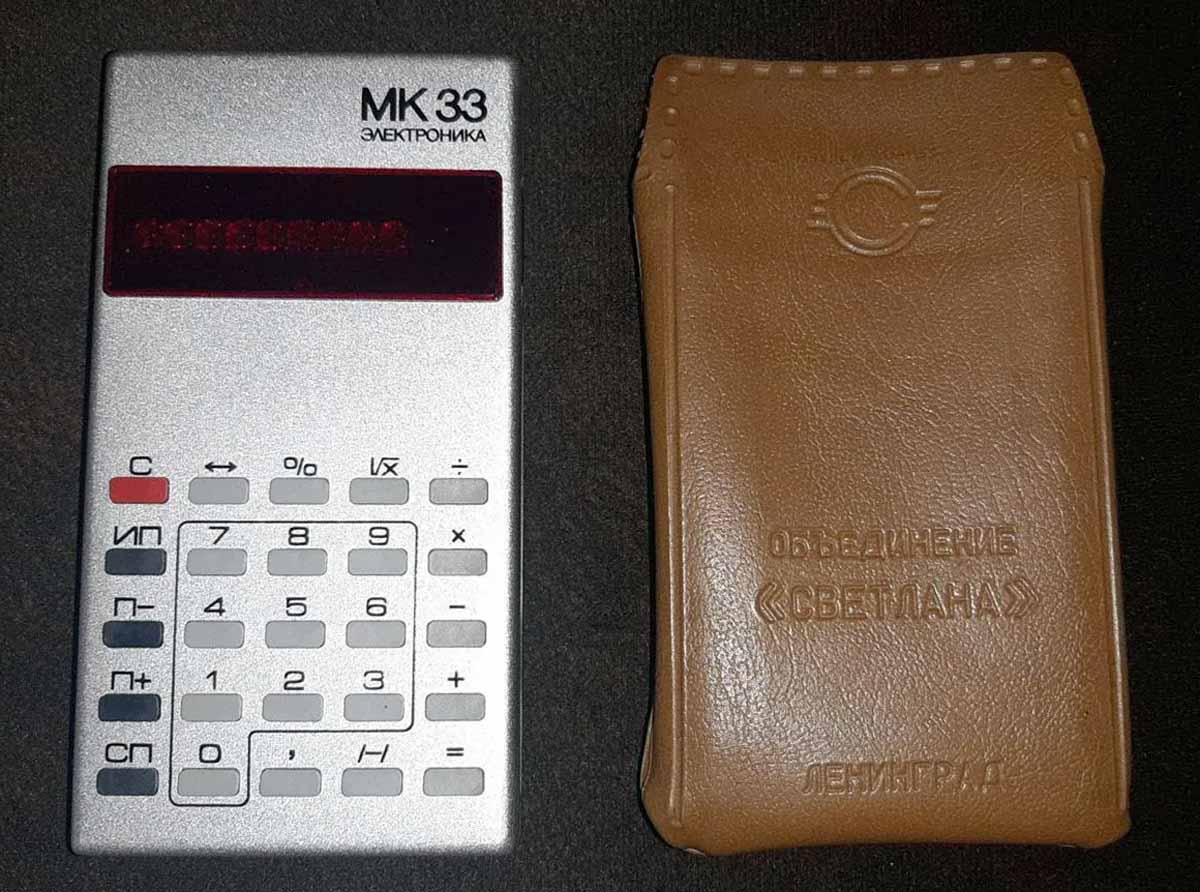 МК 33
ЭЛЕКТРОНИКА
С ↔ % √x ÷
ИП 7 8 9 ×
П− 4 5 6 −
П+ 1 2 3 +
СП 0 , /−/ =
ОБЪЕДИНЕНИЕ
«СВЕТЛАНА»
ЛЕНИНГРАД